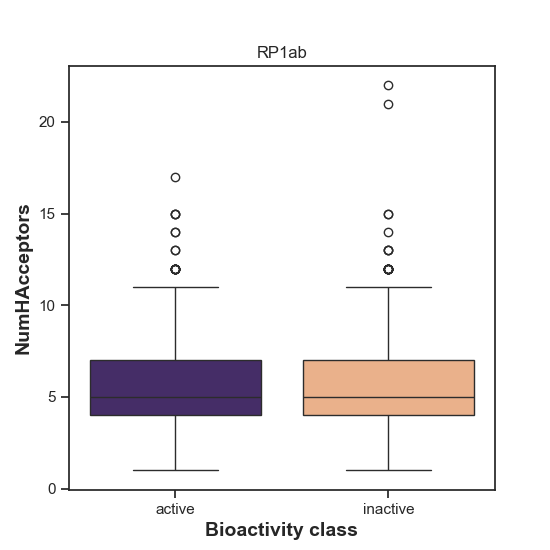 RP1ab
NumHAcceptors
20
15
10
5
0
active inactive
Bioactivity class